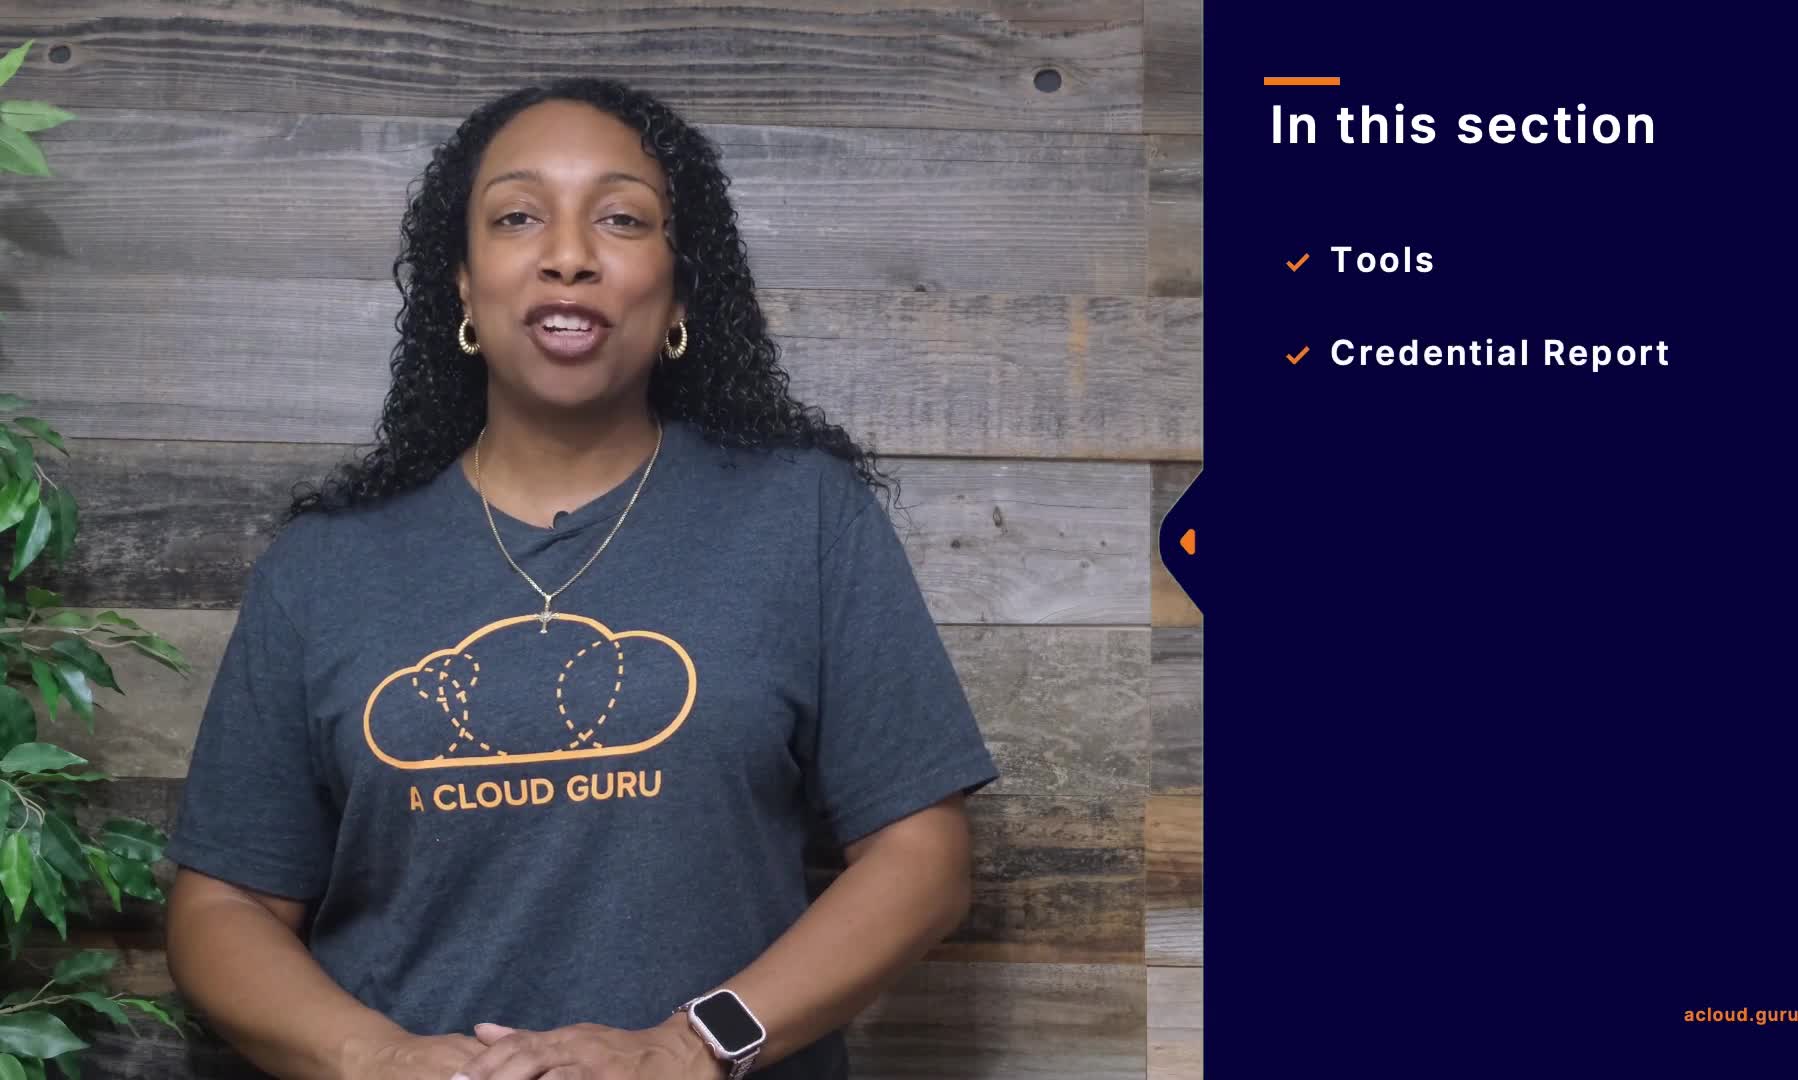 In this section
Tools
Credential Report
A CLOUD GURU
acloud.guru